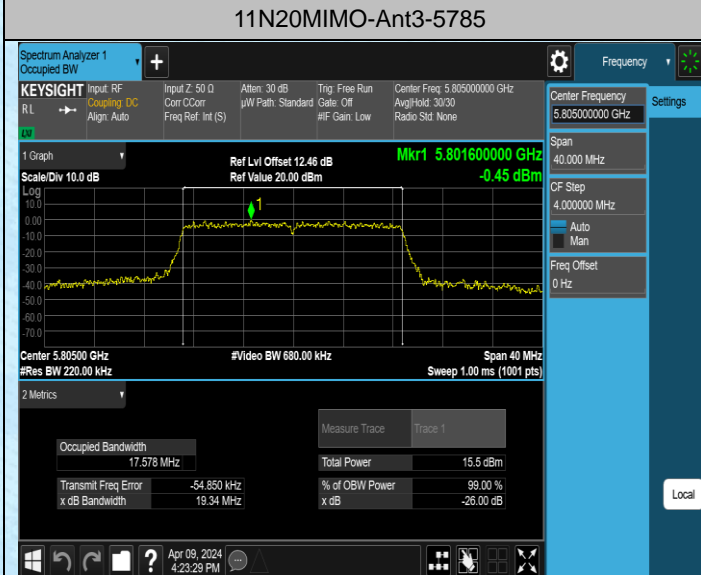 11N20MIMO-Ant3-5785
Spectrum Analyzer 1
Occupied BW
Frequency
KEYSIGHT
RL
Coupling: DC
Align: Auto
Input: RF
Input Z: 50 Ω
Corr CCorr
Freq Ref: Int (S)
Atten: 30 dB
µW Path: Standard
Trig: Free Run
Gate: Off
#IF Gain: Low
Center Freq: 5.805000000 GHz
Avg|Hold: 30/30
Radio Std: None
LXI
1 Graph
Scale/Div 10.0 dB
Ref Lvl Offset 12.46 dB
Ref Value 20.00 dBm
Mkr1 5.801600000 GHz
-0.45 dBm
Log
10.0
0.00
-10.0
-20.0
-30.0
-40.0
-50.0
-60.0
-70.0
1
Center 5.80500 GHz
#Res BW 220.00 kHz
#Video BW 680.00 kHz
Span 40 MHz
Sweep 1.00 ms (1001 pts)
2 Metrics
Measure Trace
Trace 1
Occupied Bandwidth
17.578 MHz
Total Power
15.5 dBm
Transmit Freq Error
-54.850 kHz
% of OBW Power
99.00 %
x dB Bandwidth
19.34 MHz
x dB
-26.00 dB
Center Frequency
5.805000000 GHz
Settings
Span
40.000 MHz
CF Step
4.000000 MHz
Auto
Man
Freq Offset
0 Hz
Local
?
Apr 09, 2024
4:23:29 PM